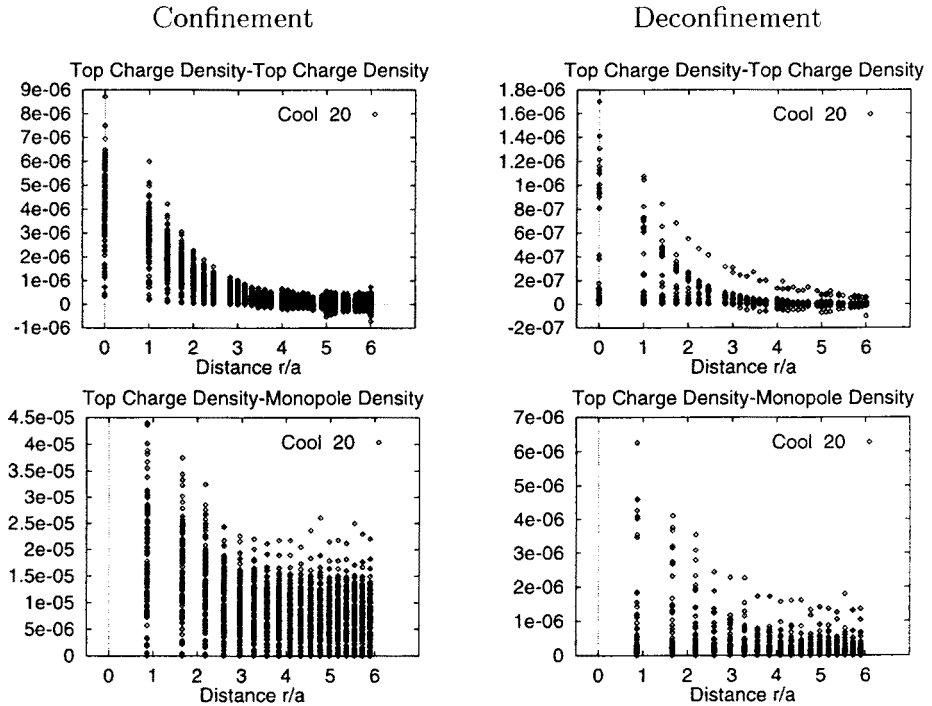 Confinement
Deconfinement
Top Charge Density-Top Charge Density
9e-06
8e-06
7e-06
6e-06
5e-06
4e-06
3e-06
2e-06
1e-06
0
-1e-06
Cool 20
0 1 2 3 4 5 6
Distance r/a
Top Charge Density-Top Charge Density
1.8e-06
1.6e-06
1.4e-06
1.2e-06
1e-06
8e-07
6e-07
4e-07
2e-07
0
-2e-07
Cool 20
0 1 2 3 4 5 6
Distance r/a
Top Charge Density-Monopole Density
4.5e-05
4e-05
3.5e-05
3e-05
2.5e-05
2e-05
1.5e-05
1e-05
5e-06
0
Cool 20
0 1 2 3 4 5 6
Distance r/a
Top Charge Density-Monopole Density
7e-06
6e-06
5e-06
4e-06
3e-06
2e-06
1e-06
0
Cool 20
0 1 2 3 4 5 6
Distance r/a